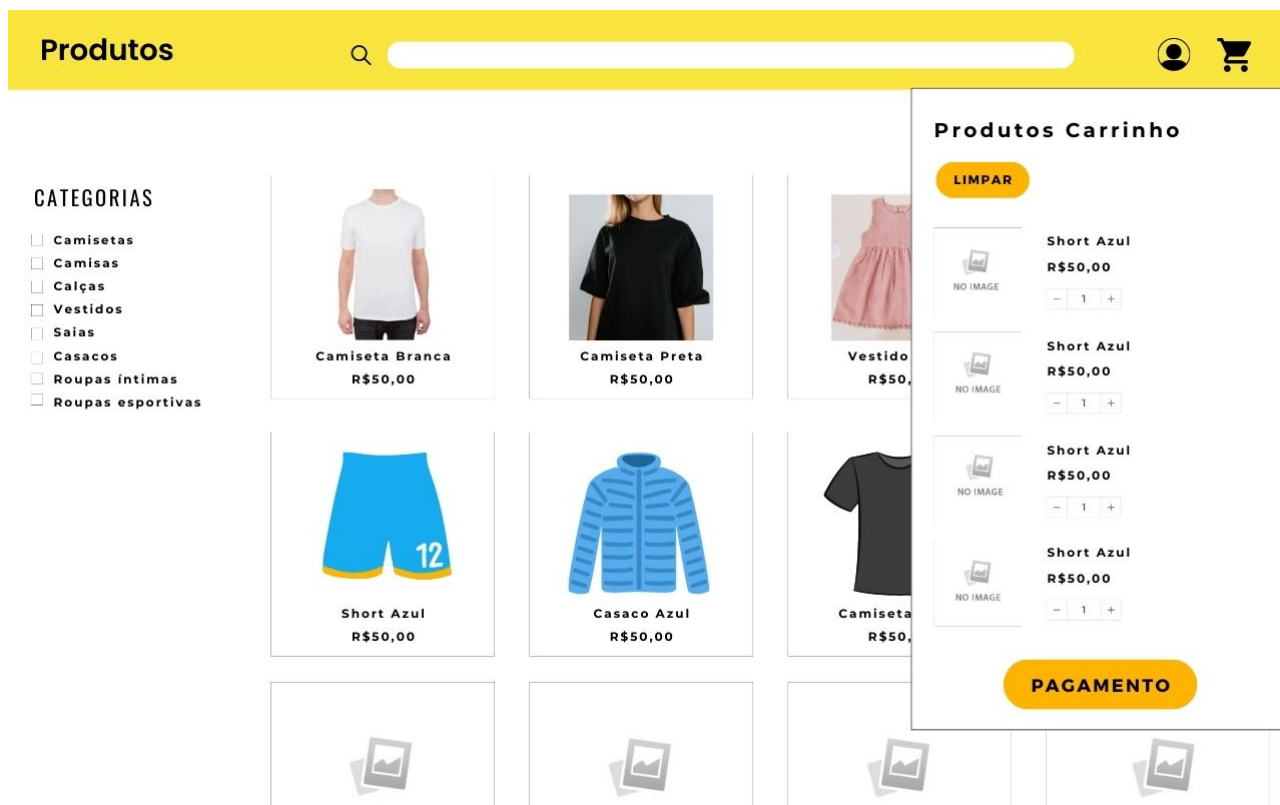 Produtos
CATEGORIAS
Camisetas
Camisas
Calças
Vestidos
Saias
Casacos
Roupas íntimas
Roupas esportivas
Camiseta Branca
R$50,00
Camiseta Preta
R$50,00
Vestido
R$50,
12
Short Azul
R$50,00
Casaco Azul
R$50,00
Camiseta
R$50,
Produtos Carrinho
LIMPAR
NO IMAGE
Short Azul
R$50,00
− 1 +
NO IMAGE
Short Azul
R$50,00
− 1 +
NO IMAGE
Short Azul
R$50,00
− 1 +
NO IMAGE
Short Azul
R$50,00
− 1 +
PAGAMENTO